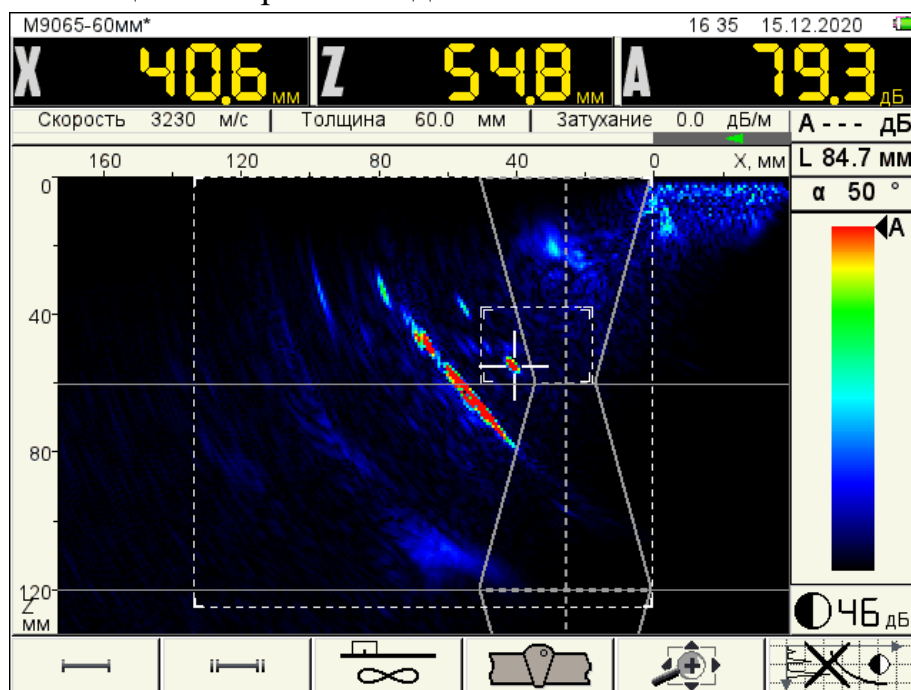 М9065-60мм* 16 35 15.12.2020
X 40.6 мм Z 54.8 мм A 79.3 дБ
Скорость 3230 м/с Толщина 60.0 мм Затухание 0.0 дБ/м A - - - дБ
160 120 80 40 0 X, мм L 84.7 мм
0 α 50 °
A
40
80
120
Z
мм
46 дБ